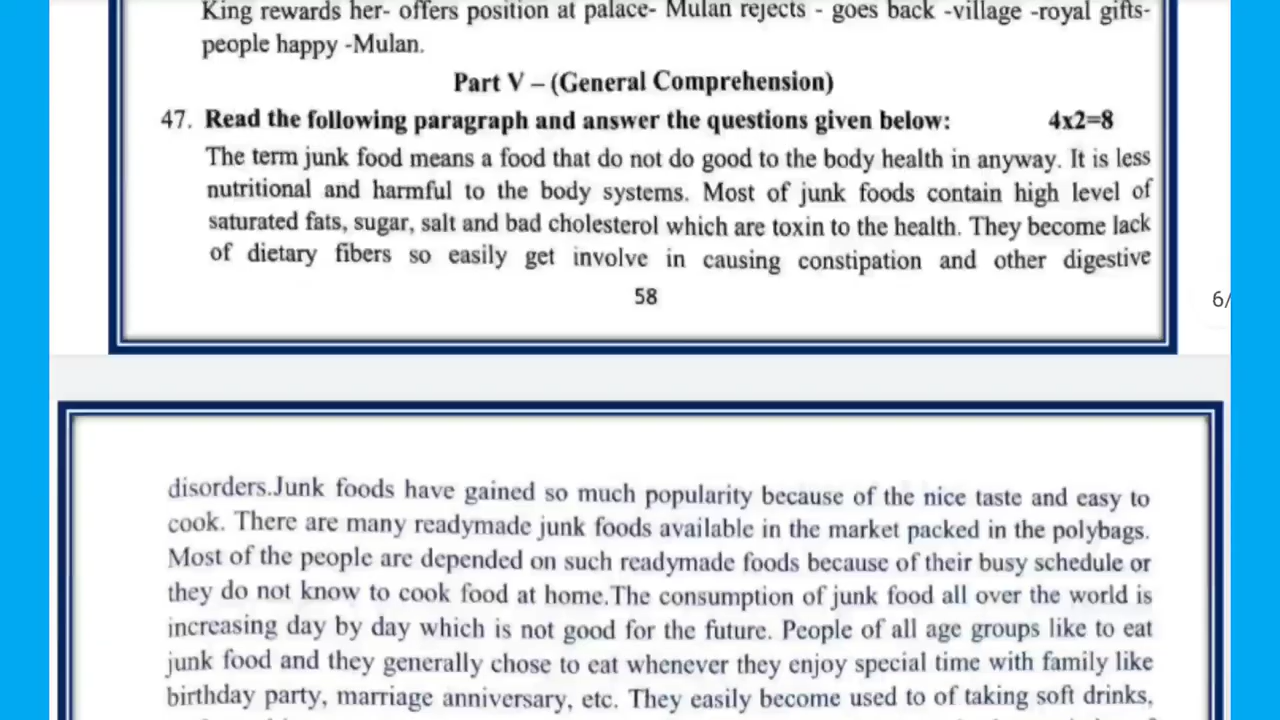 King rewards her- offers position at palace- Mulan rejects - goes back -village -royal gifts-
people happy -Mulan.
Part V – (General Comprehension)
47. Read the following paragraph and answer the questions given below: 4x2=8
The term junk food means a food that do not do good to the body health in anyway. It is less
nutritional and harmful to the body systems. Most of junk foods contain high level of
saturated fats, sugar, salt and bad cholesterol which are toxin to the health. They become lack
of dietary fibers so easily get involve in causing constipation and other digestive
58
6/
disorders.Junk foods have gained so much popularity because of the nice taste and easy to
cook. There are many readymade junk foods available in the market packed in the polybags.
Most of the people are depended on such readymade foods because of their busy schedule or
they do not know to cook food at home.The consumption of junk food all over the world is
increasing day by day which is not good for the future. People of all age groups like to eat
junk food and they generally chose to eat whenever they enjoy special time with family like
birthday party, marriage anniversary, etc. They easily become used to of taking soft drinks,